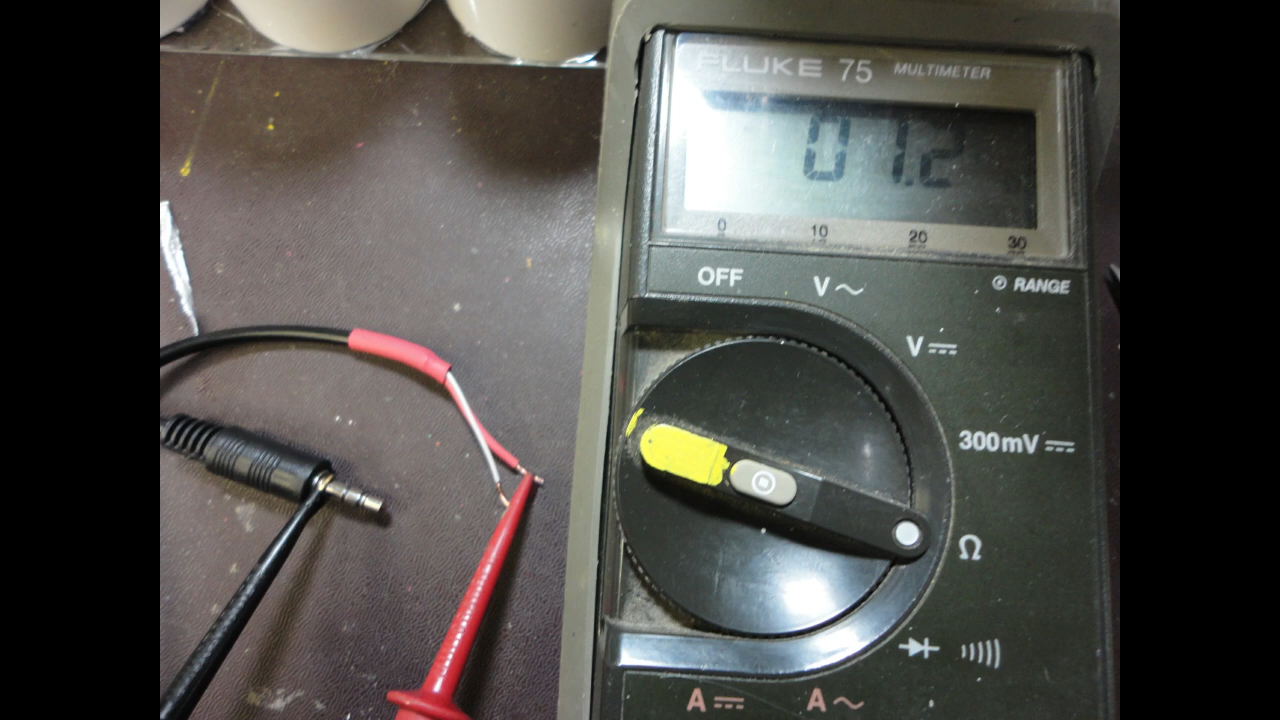 FLUKE 75 MULTIMETER
01.2
0 10 20 30
OFF V RANGE
V
300mV
Ω
A A